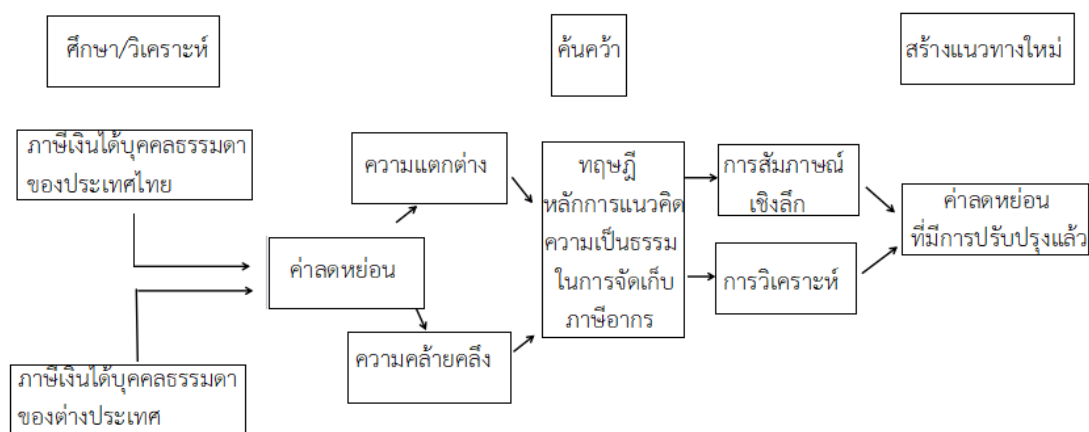 ศึกษา/วิเคราะห์
ค้นคว้า
สร้างแนวทางใหม่
ภาษีเงินได้บุคคลธรรมดา
ของประเทศไทย
ภาษีเงินได้บุคคลธรรมดา
ของต่างประเทศ
ค่าลดหย่อน
ความแตกต่าง
ความคล้ายคลึง
ทฤษฎี
หลักการแนวคิด
ความเป็นธรรม
ในการจัดเก็บ
ภาษีอากร
การสัมภาษณ์
เชิงลึก
การวิเคราะห์
ค่าลดหย่อน
ที่มีการปรับปรุงแล้ว